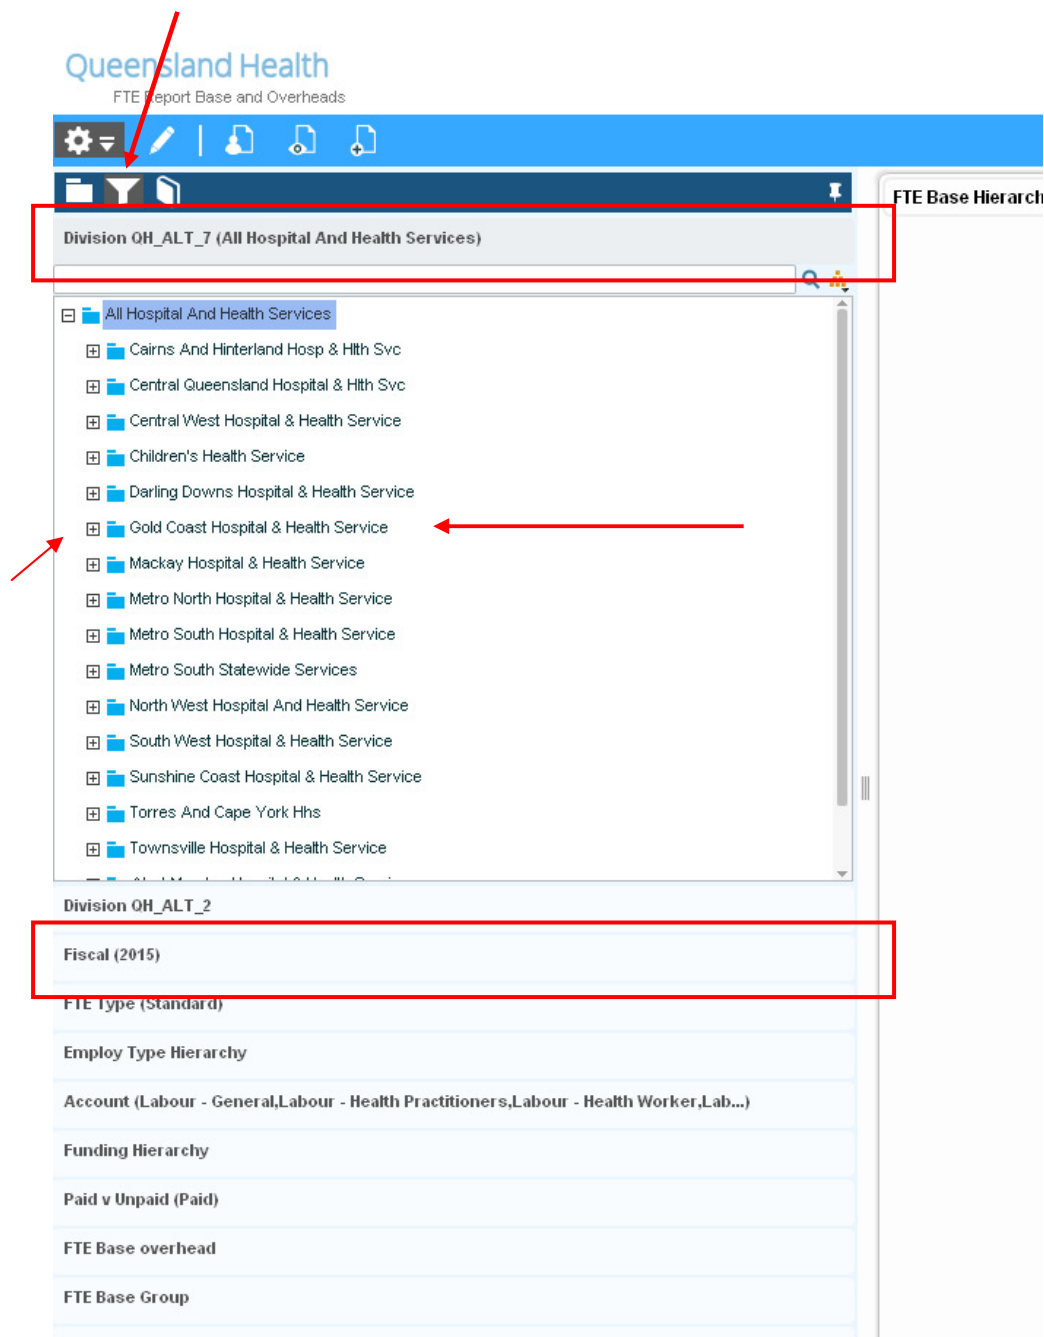 Queensland Health
FTE Report Base and Overheads
FTE Base Hierarch
Division QH_ALT_7 (All Hospital And Health Services)
All Hospital And Health Services
Cairns And Hinterland Hosp & Hlth Svc
Central Queensland Hospital & Hlth Svc
Central West Hospital & Health Service
Children's Health Service
Darling Downs Hospital & Health Service
Gold Coast Hospital & Health Service
Mackay Hospital & Health Service
Metro North Hospital & Health Service
Metro South Hospital & Health Service
Metro South Statewide Services
North West Hospital And Health Service
South West Hospital & Health Service
Sunshine Coast Hospital & Health Service
Torres And Cape York Hhs
Townsville Hospital & Health Service
Division QH_ALT_2
Fiscal (2015)
FTE Type (Standard)
Employ Type Hierarchy
Account (Labour - General,Labour - Health Practitioners,Labour - Health Worker,Lab...)
Funding Hierarchy
Paid v Unpaid (Paid)
FTE Base overhead
FTE Base Group